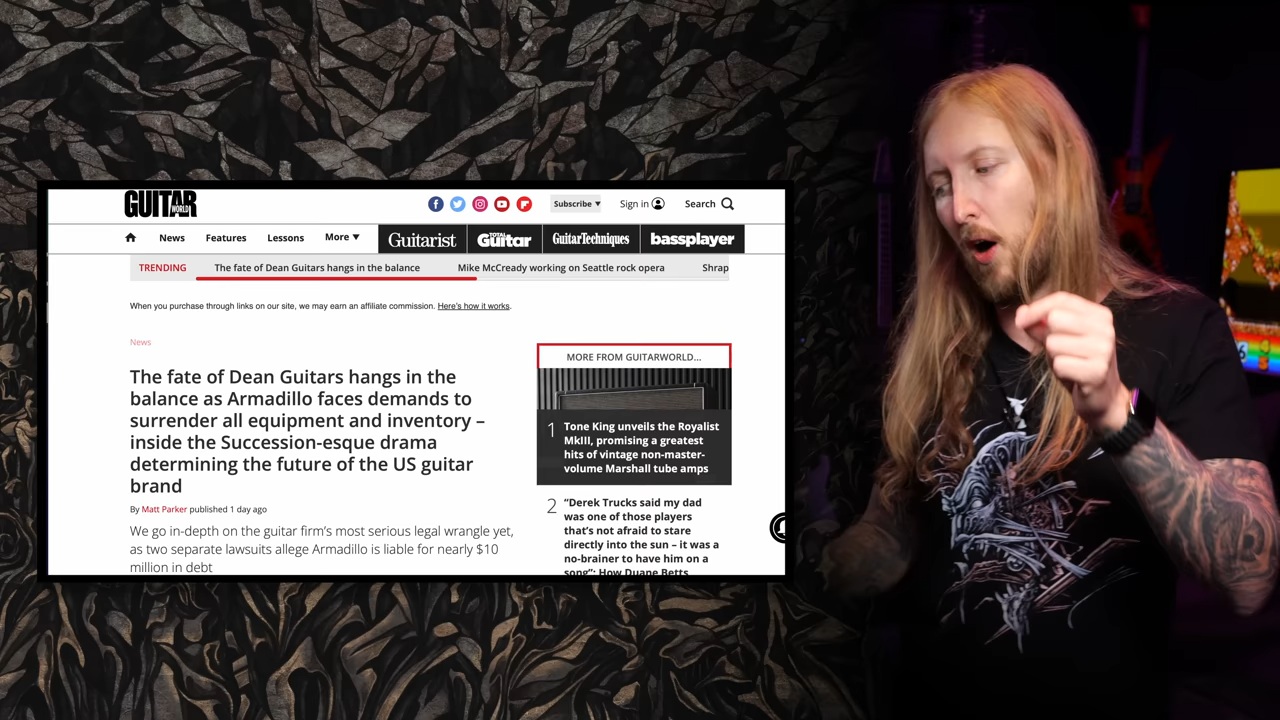 GUITAR
WORLD
Subscribe ▼
Sign in
Search
News
Features
Lessons
More ▼
Guitarist
TOTAL
Guitar
GuitarTechniques
bassplayer
TRENDING
The fate of Dean Guitars hangs in the balance
Mike McCready working on Seattle rock opera
Shrap
When you purchase through links on our site, we may earn an affiliate commission. Here's how it works.
News
The fate of Dean Guitars hangs in the
balance as Armadillo faces demands to
surrender all equipment and inventory –
inside the Succession-esque drama
determining the future of the US guitar
brand
By Matt Parker published 1 day ago
We go in-depth on the guitar firm's most serious legal wrangle yet,
as two separate lawsuits allege Armadillo is liable for nearly $10
million in debt
MORE FROM GUITARWORLD...
1
Tone King unveils the Royalist
MkIII, promising a greatest
hits of vintage non-master-
volume Marshall tube amps
2
“Derek Trucks said my dad
was one of those players
that's not afraid to stare
directly into the sun – it was a
no-brainer to have him on a
song”: How Duane Betts